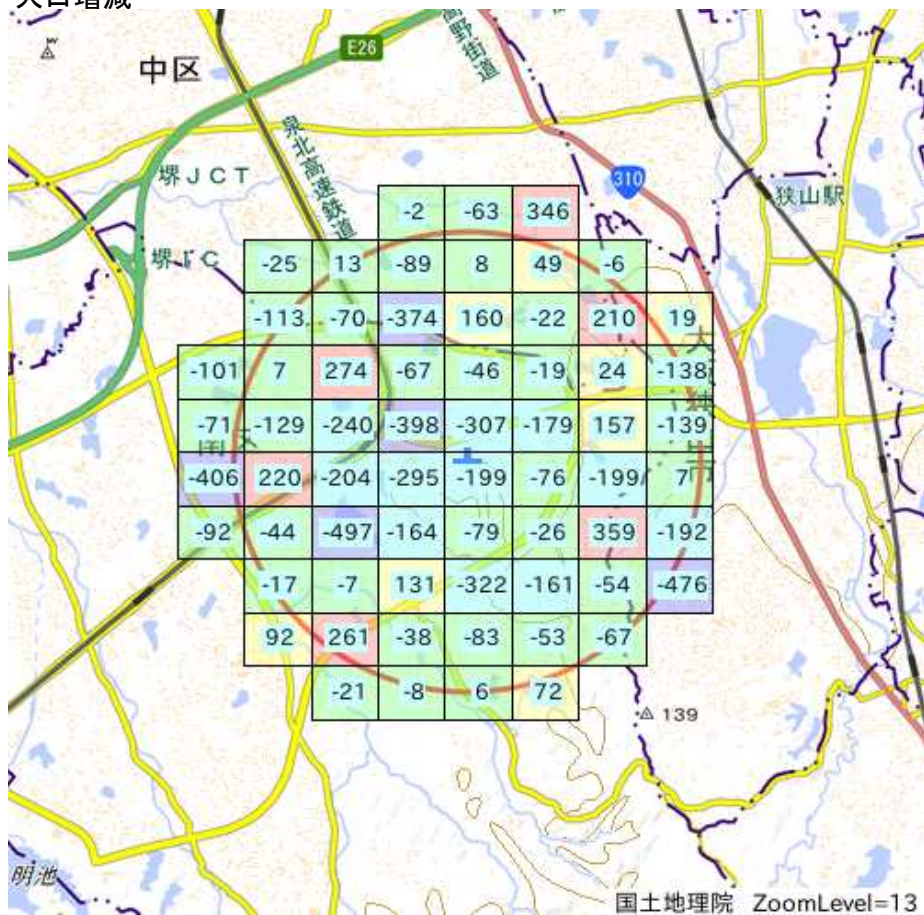 人口増減
高野街道
E26
中区
泉北高速鉄道
堺JCT
310
狭山駅
-2 -63 346
堺IC
-25 13 -89 8 49 -6
-113 -70 -374 160 -22 210 19
-101 7 274 -67 -46 -19 24 -138
-71 -129 -240 -398 -307 -179 157 -139
-406 220 -204 -295 -199 -76 -199 7
-92 -44 -497 -164 -79 -26 359 -192
-17 -7 131 -322 -161 -54 -476
92 261 -38 -83 -53 -67
-21 -8 6 72
139
明池
国土地理院 ZoomLevel=13